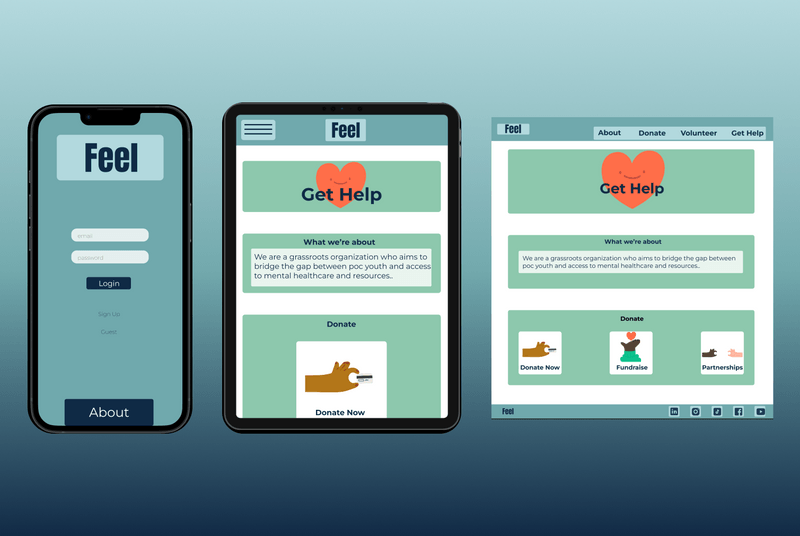 Feel
email
password
Login
Sign Up
Guest
About
Feel
Get Help
What we're about
We are a grassroots organization who aims to
bridge the gap between poc youth and access
to mental healthcare and resources..
Donate
Donate Now
Feel
About Donate Volunteer Get Help
Get Help
What we're about
We are a grassroots organization who aims to bridge the gap between
poc youth and access to mental healthcare and resources..
Donate
Donate Now Fundraise Partnerships
Feel